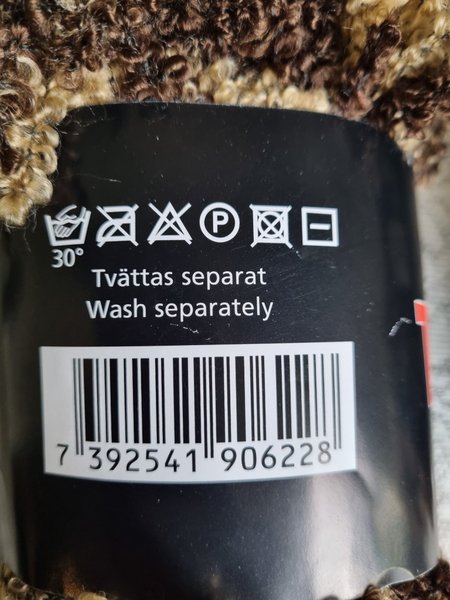 P
30°
Tvättas separat
Wash separately
7 392541 906228